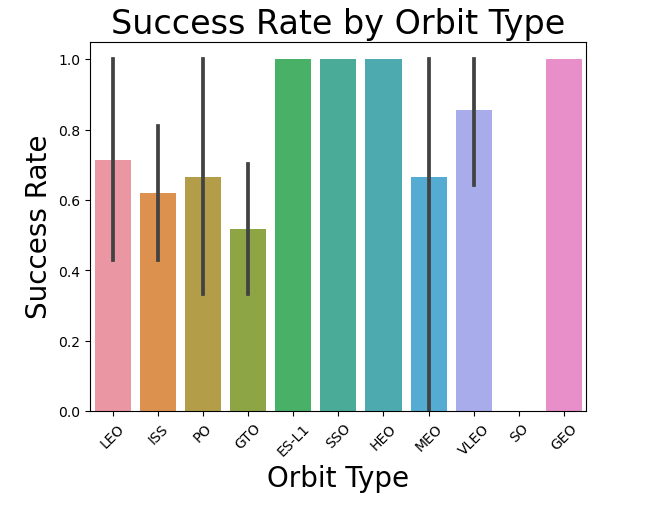 Success Rate by Orbit Type
Success Rate
1.0
0.8
0.6
0.4
0.2
0.0
LEO
ISS
PO
GTO
ES-L1
SSO
HEO
MEO
VLEO
SO
GEO
Orbit Type